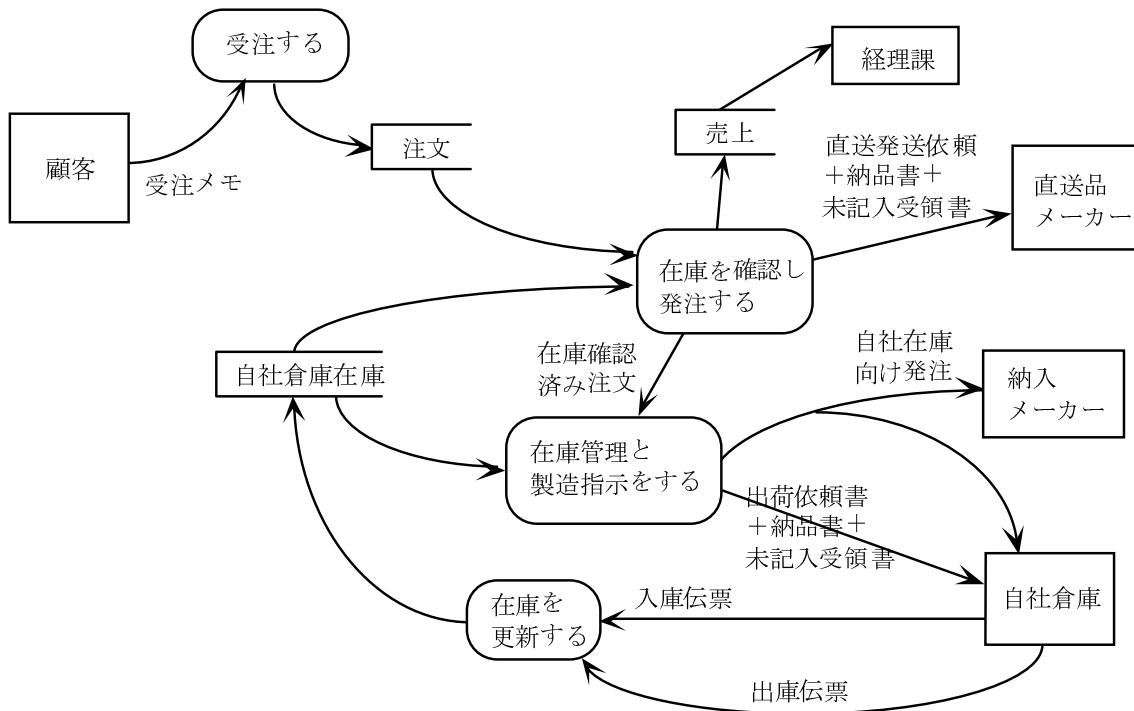 受注する
経理課
顧客
受注メモ
注文
売上
直送発送依頼
＋納品書＋
未記入受領書
直送品
メーカー
在庫を確認し
発注する
自社倉庫在庫
在庫確認
済み注文
自社在庫
向け発注
納入
メーカー
在庫管理と
製造指示をする
出荷依頼書
＋納品書＋
未記入受領書
在庫を
更新する
入庫伝票
自社倉庫
出庫伝票